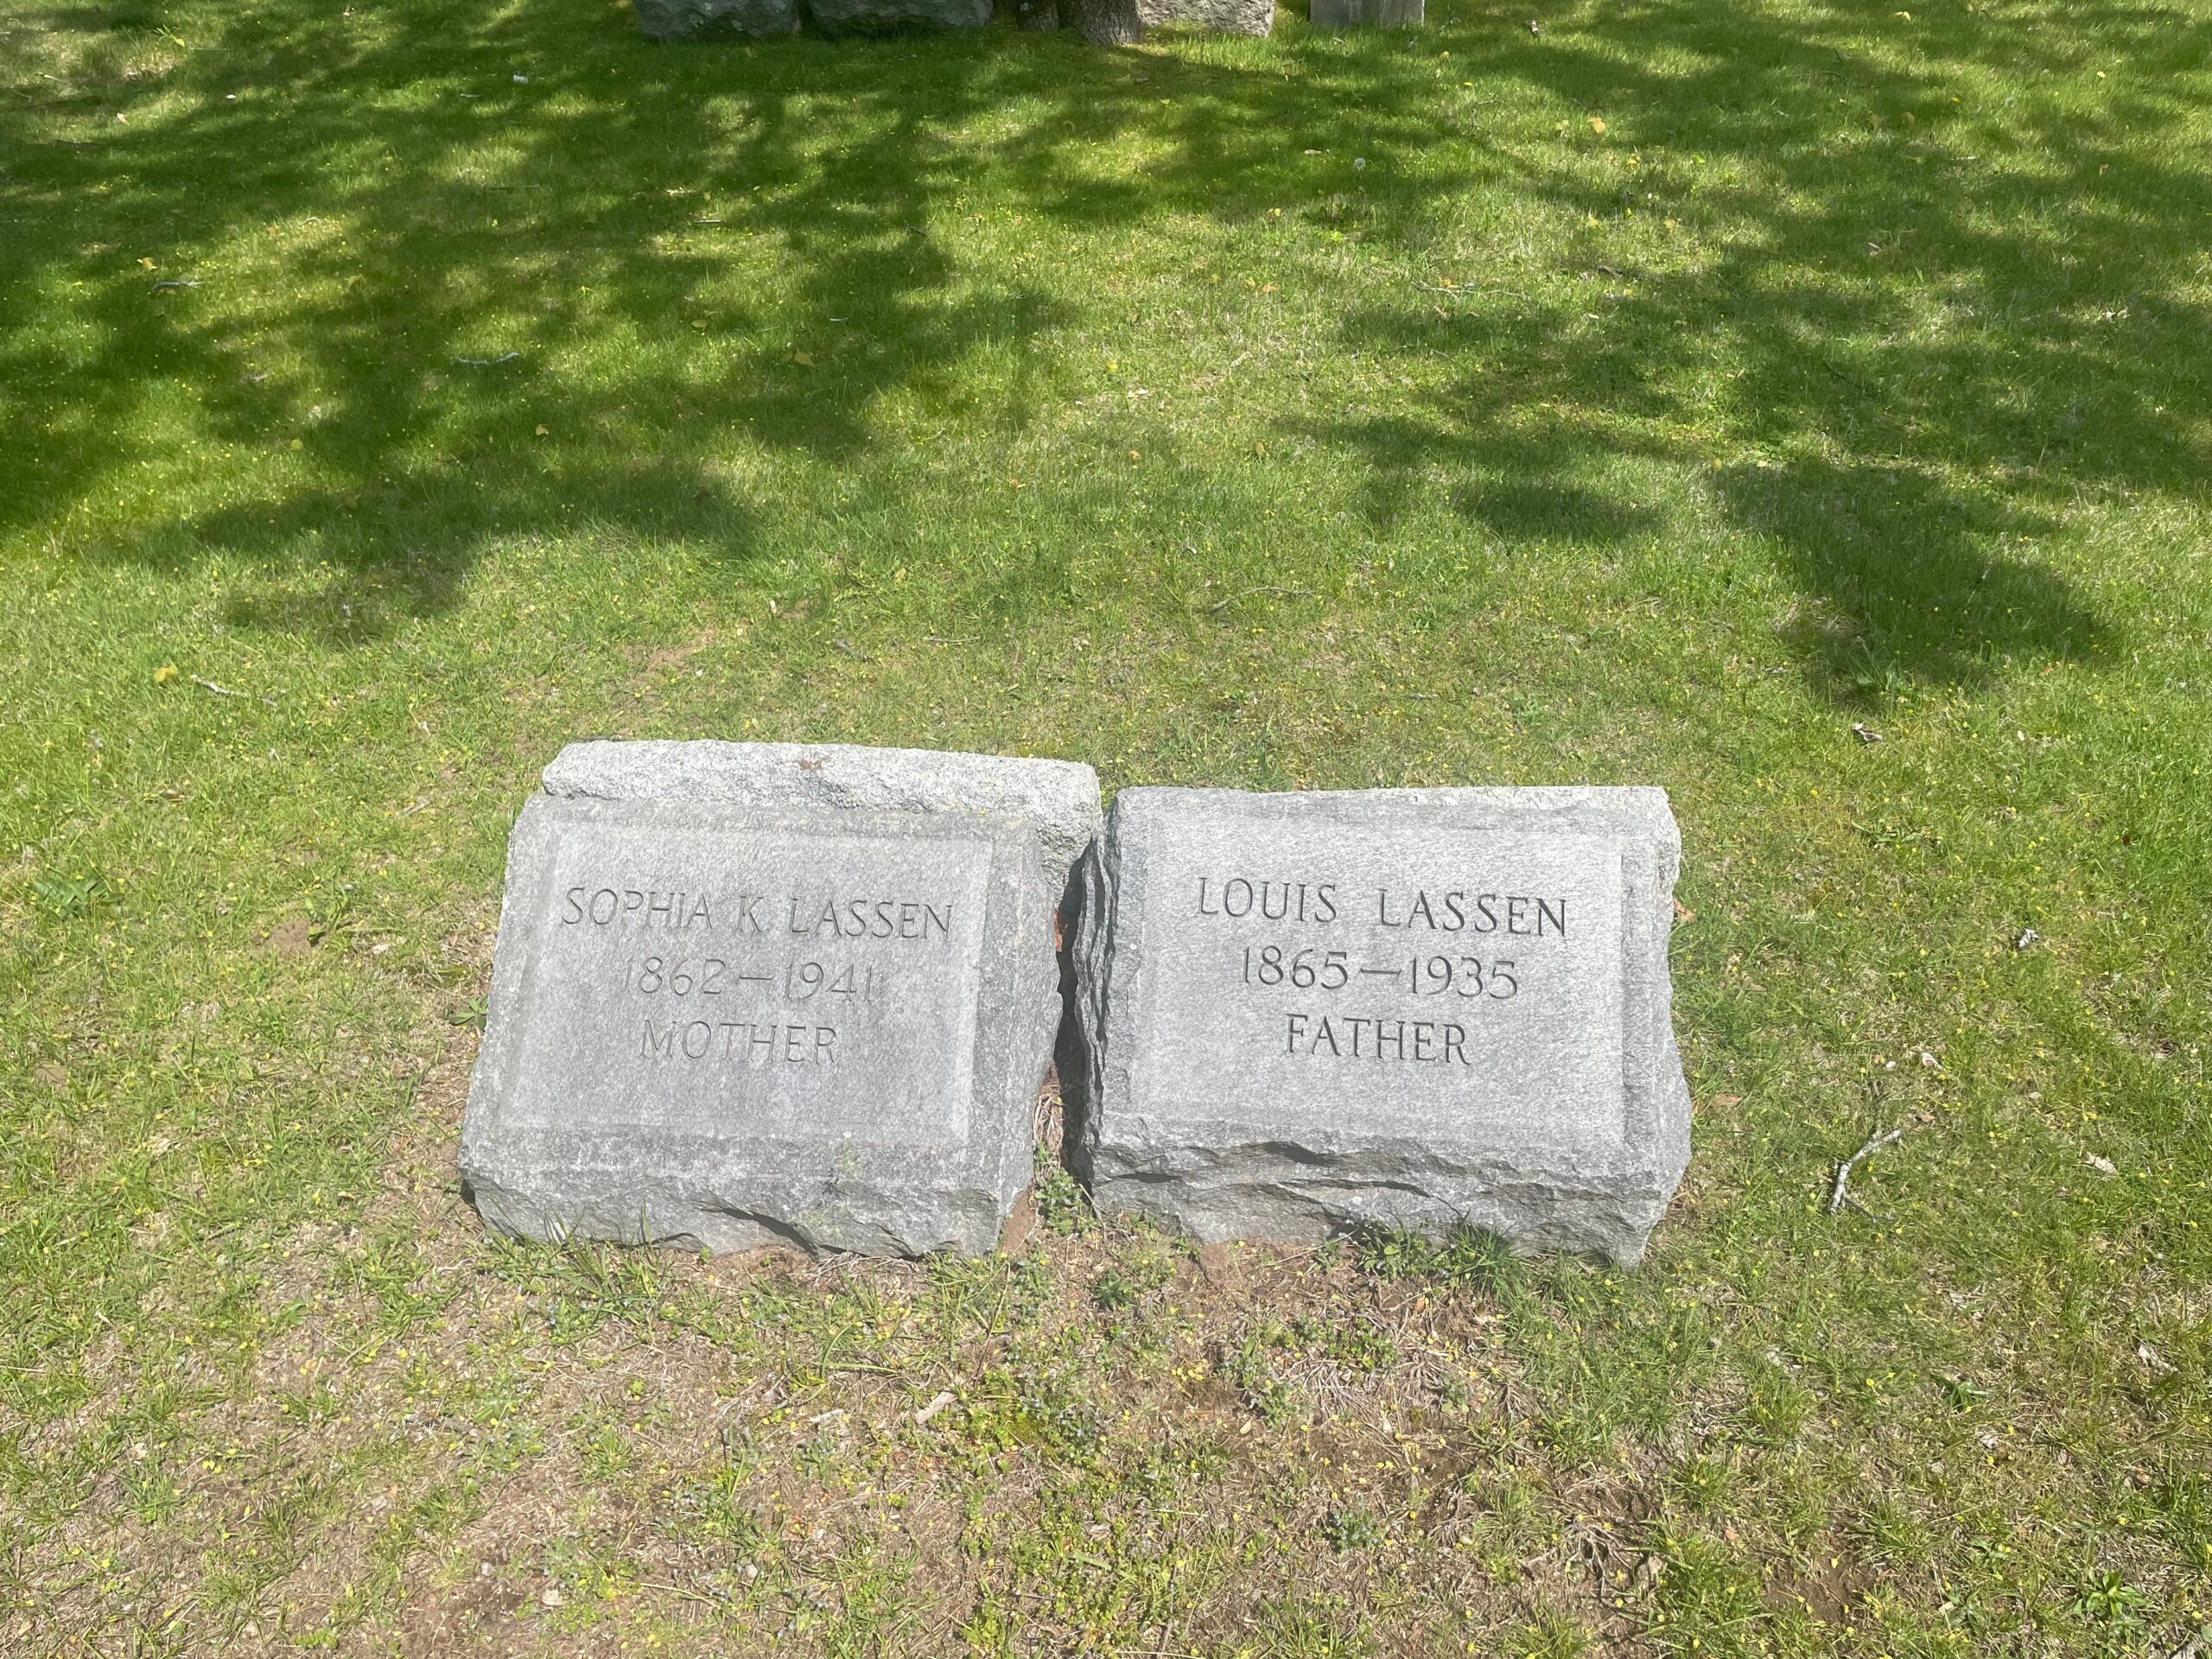 SOPHIA K LASSEN
1862—1941
MOTHER
LOUIS LASSEN
1865—1935
FATHER